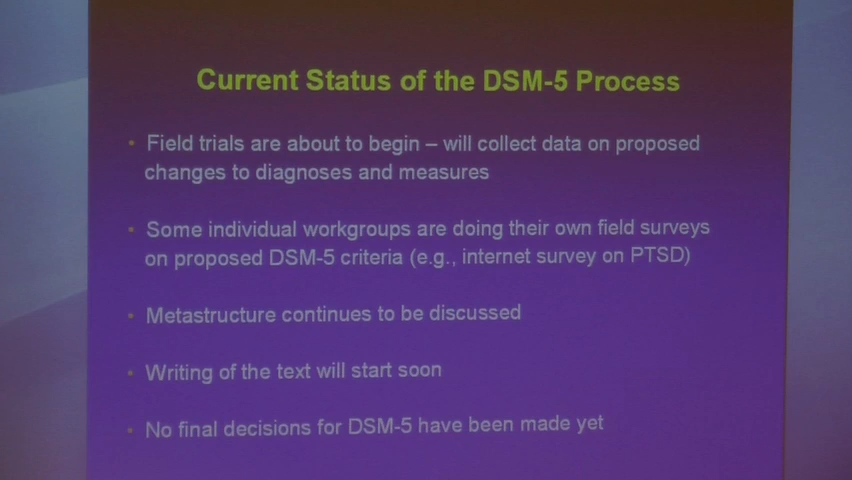 Current Status of the DSM-5 Process
• Field trials are about to begin – will collect data on proposed
changes to diagnoses and measures
• Some individual workgroups are doing their own field surveys
on proposed DSM-5 criteria (e.g., internet survey on PTSD)
• Metastructure continues to be discussed
• Writing of the text will start soon
• No final decisions for DSM-5 have been made yet